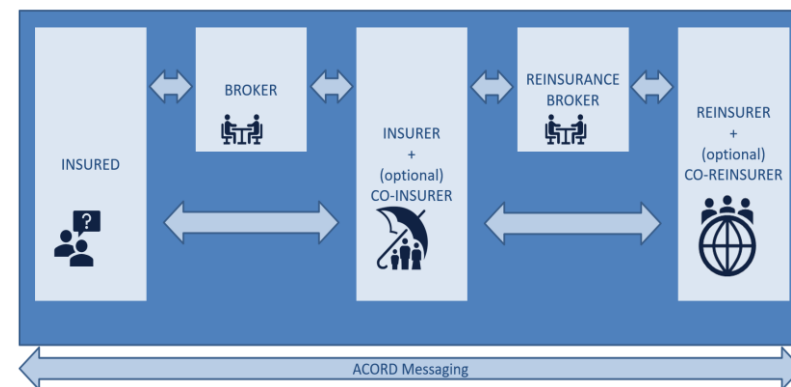 INSURED
BROKER
INSURER
+
(optional)
CO-INSURER
REINSURANCE
BROKER
REINSURER
+
(optional)
CO-REINSURER
?
ACORD Messaging